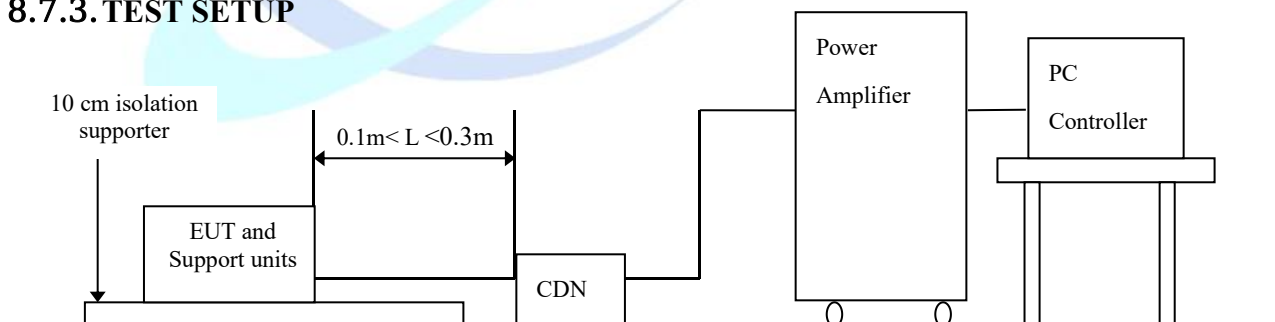 8.7.3. TEST SETUP
10 cm isolation
supporter
0.1m< L <0.3m
EUT and
Support units
CDN
Power
Amplifier
PC
Controller